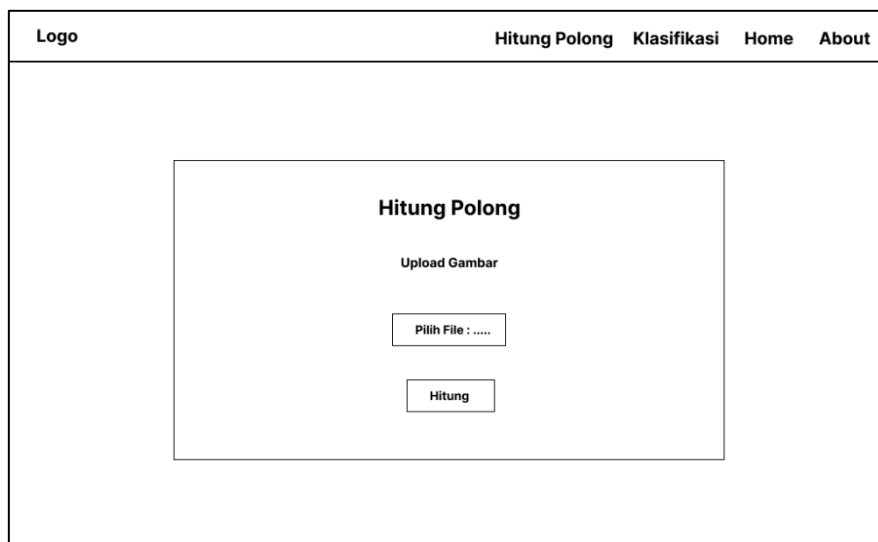 Logo Hitung Polong Klasifikasi Home About
Hitung Polong
Upload Gambar
Pilih File : .....
Hitung